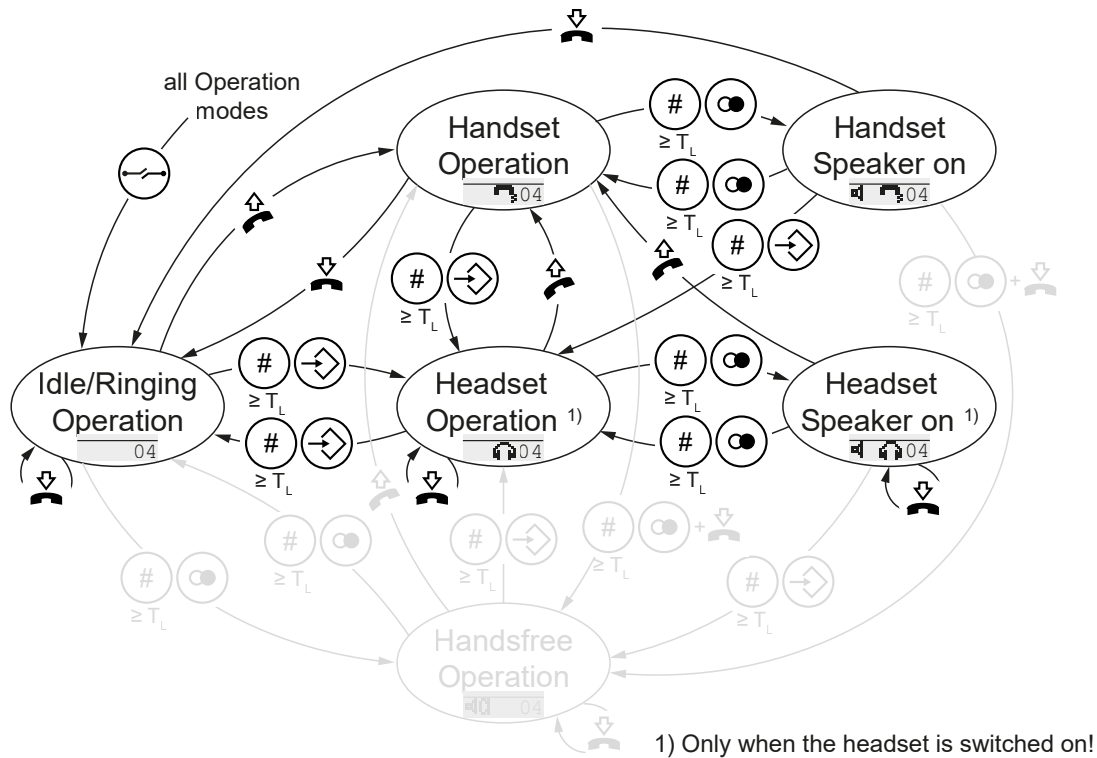 all Operation
modes
Handset
Operation
04
# ≥ T L
# ≥ T L
# ≥ T L
Handset
Speaker on
04
# ≥ T L
# ≥ T L +
Idle/Ringing
Operation
04
# ≥ T L
# ≥ T L
Headset
Operation 1)
04
# ≥ T L
# ≥ T L
Headset
Speaker on 1)
04
# ≥ T L
# ≥ T L
# ≥ T L
# ≥ T L +
# ≥ T L
Handsfree
Operation
04
1) Only when the headset is switched on!